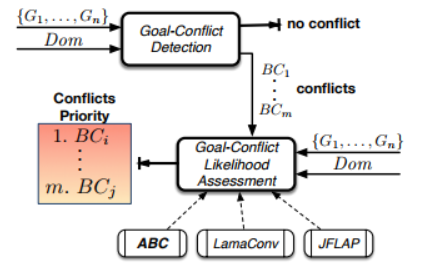 {G₁, . . . , Gₙ}
Dom
Goal-Conflict
Detection
no conflict
BC₁
⋮
BCₘ
conflicts
Conflicts
Priority
1. BCᵢ
⋮
m. BCⱼ
Goal-Conflict
Likelihood
Assessment
{G₁, . . . , Gₙ}
Dom
ABC
LamaConv
JFLAP